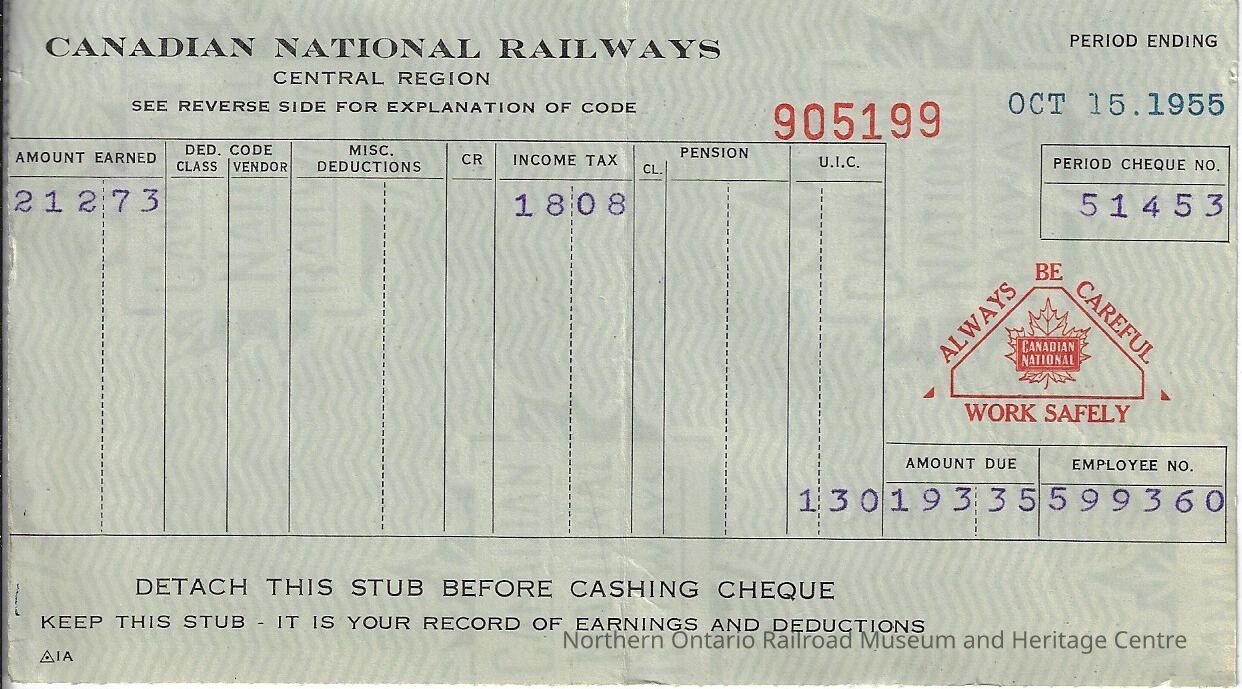 CANADIAN NATIONAL RAILWAYS
CENTRAL REGION
SEE REVERSE SIDE FOR EXPLANATION OF CODE
905199
PERIOD ENDING
OCT 15.1955
AMOUNT EARNED
DED. CODE
CLASS VENDOR
MISC. DEDUCTIONS
CR
INCOME TAX
CL.
PENSION
U.I.C.
PERIOD CHEQUE NO.
21273
1808
51453
ALWAYS BE CAREFUL
CANADIAN
NATIONAL
WORK SAFELY
AMOUNT DUE
EMPLOYEE NO.
130 19335 599360
DETACH THIS STUB BEFORE CASHING CHEQUE
KEEP THIS STUB - IT IS YOUR RECORD OF EARNINGS AND DEDUCTIONS
Northern Ontario Railroad Museum and Heritage Centre
1A